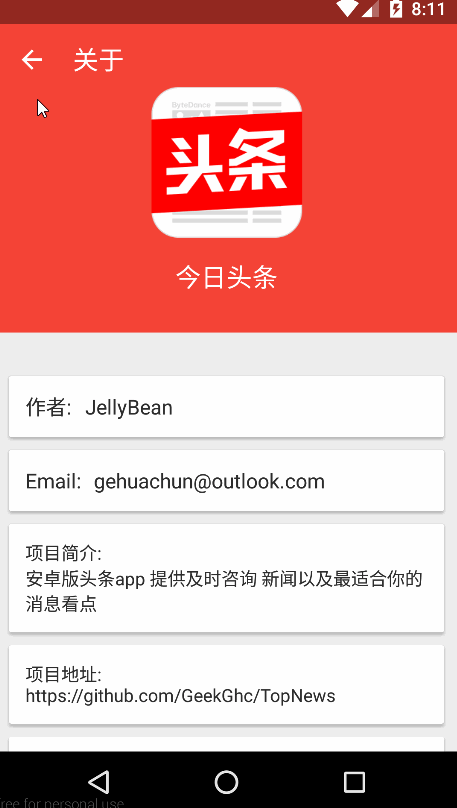 8:11
关于
ByteDance
头条
今日头条
作者: JellyBean
Email: gehuachun@outlook.com
项目简介:
安卓版头条app 提供及时咨询 新闻以及最适合你的
消息看点
项目地址:
https://github.com/GeekGhc/TopNews
free for personal use